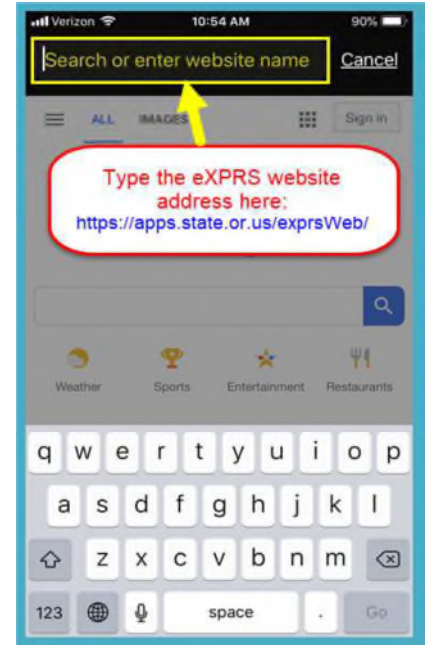 Verizon 10:54 AM 90%
Search or enter website name Cancel
ALL IMAGES Sign in
Type the eXPRS website
address here:
https://apps.state.or.us/exprsWeb/
Weather Sports Entertainment Restaurants
q w e r t y u i o p
a s d f g h j k l
z x c v b n m
123 space . Go